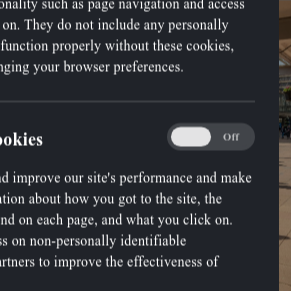 onality such as page navigation and access
on. They do not include any personally
function properly without these cookies,
nging your browser preferences.
ookies
Off
nd improve our site's performance and make
ation about how you got to the site, the
nd on each page, and what you click on.
ss on non-personally identifiable
artners to improve the effectiveness of